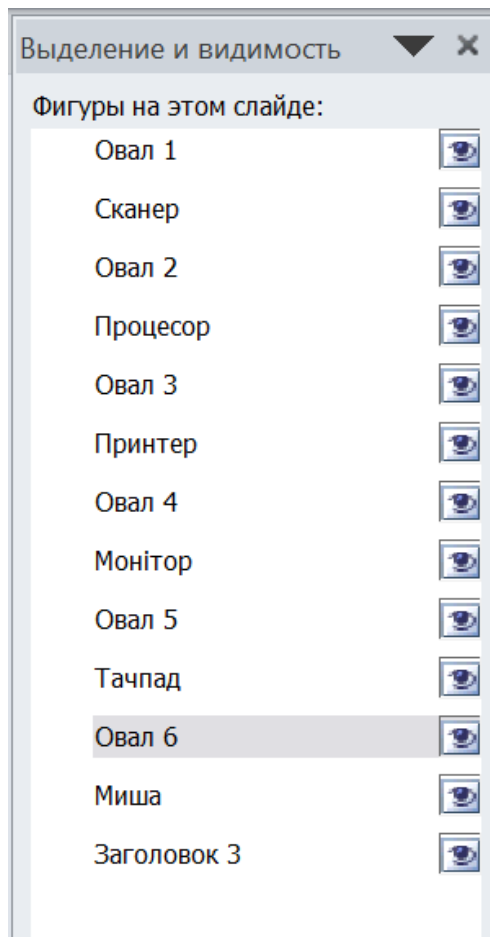 Выделение и видимость
Фигуры на этом слайде:
Овал 1
Сканер
Овал 2
Процесор
Овал 3
Принтер
Овал 4
Монітор
Овал 5
Тачпад
Овал 6
Миша
Заголовок 3